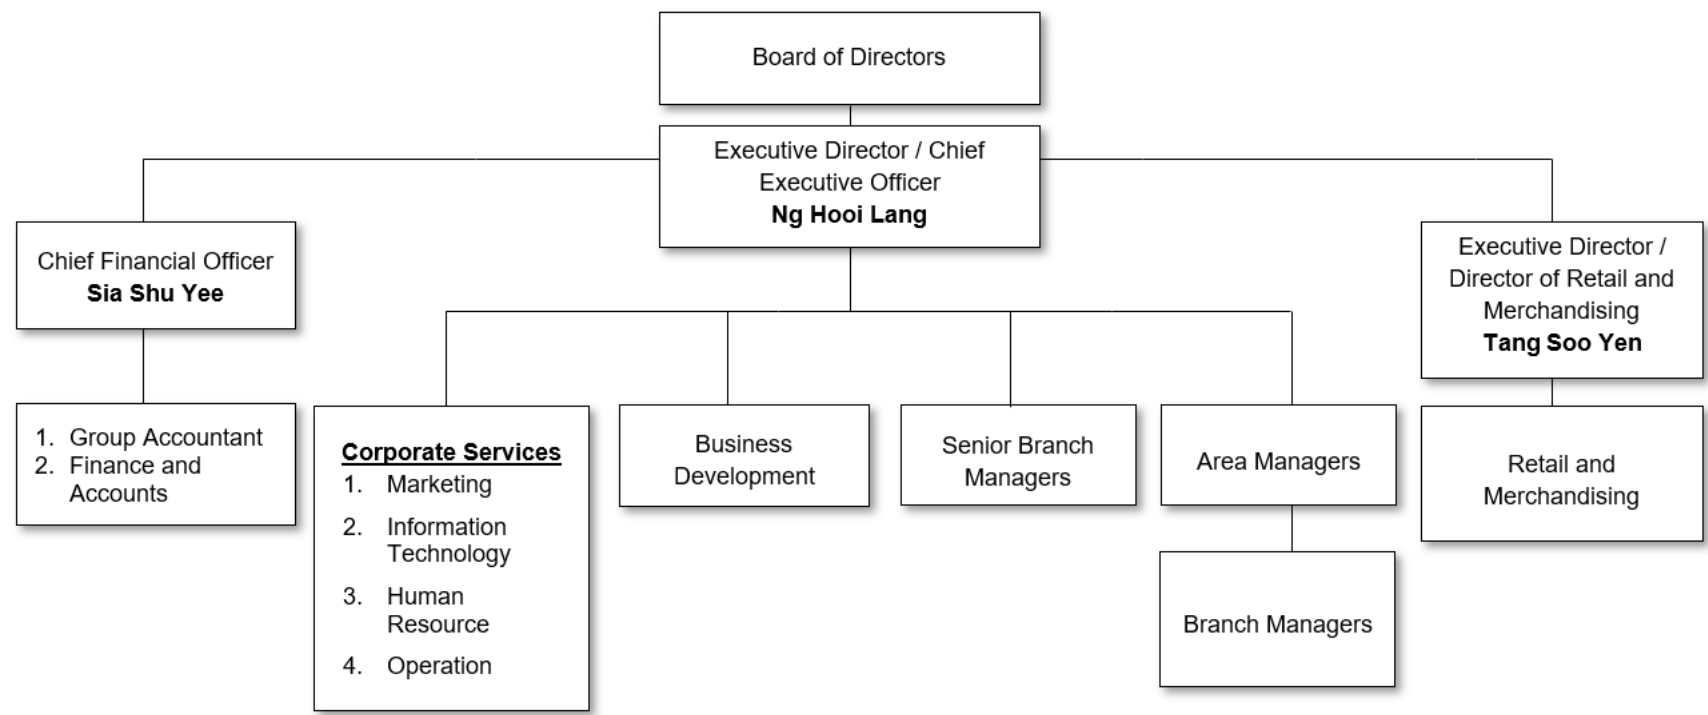 Board of Directors
Executive Director / Chief
Executive Officer
Ng Hooi Lang
Chief Financial Officer
Sia Shu Yee
Executive Director /
Director of Retail and
Merchandising
Tang Soo Yen
1. Group Accountant
2. Finance and
Accounts
Corporate Services
1. Marketing
2. Information
Technology
3. Human
Resource
4. Operation
Business
Development
Senior Branch
Managers
Area Managers
Retail and
Merchandising
Branch Managers